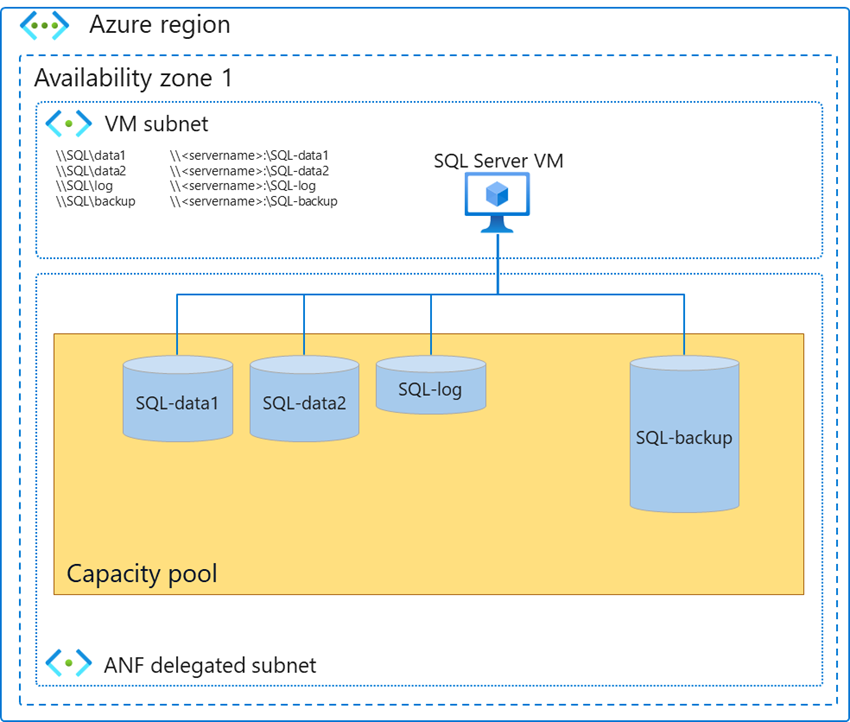 Azure region
Availability zone 1
VM subnet
\\SQL\data1 \\<servername>:\SQL-data1
\\SQL\data2 \\<servername>:\SQL-data2
\\SQL\log \\<servername>:\SQL-log
\\SQL\backup \\<servername>:\SQL-backup
SQL Server VM
SQL-data1
SQL-data2
SQL-log
SQL-backup
Capacity pool
ANF delegated subnet